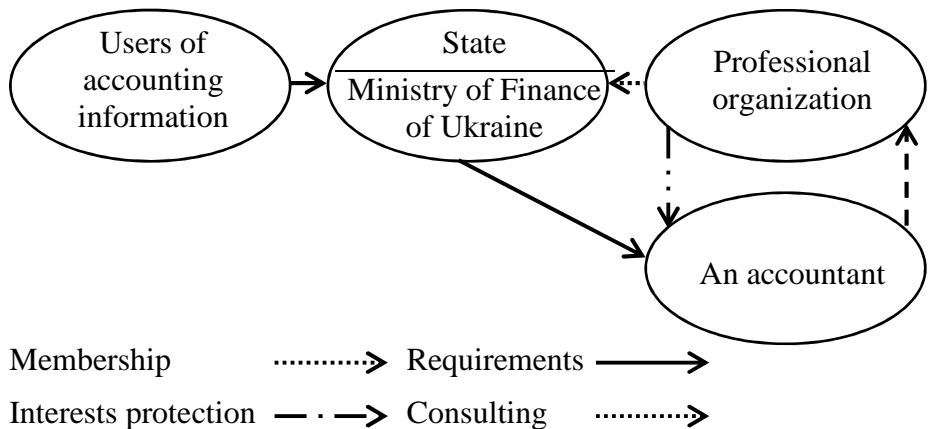 Users of
accounting
information
State
Ministry of Finance
of Ukraine
Professional
organization
An accountant
Membership
Requirements
Interests protection
Consulting